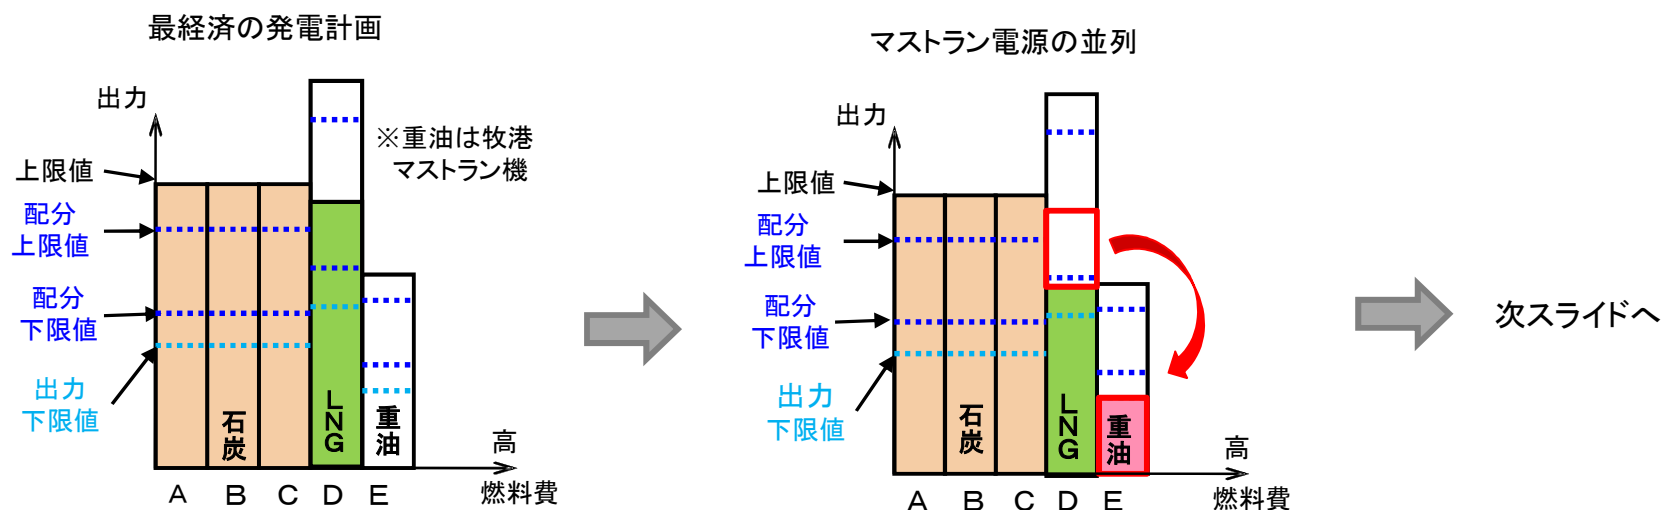 最経済の発電計画
出力
※重油は牧港
マストラン機
上限値
配分
上限値
配分
下限値
出力
下限値
石炭
LNG
重油
高
燃料費
A B C D E
マストラン電源の並列
出力
上限値
配分
上限値
配分
下限値
出力
下限値
石炭
LNG
重油
高
燃料費
A B C D E
次スライドへ